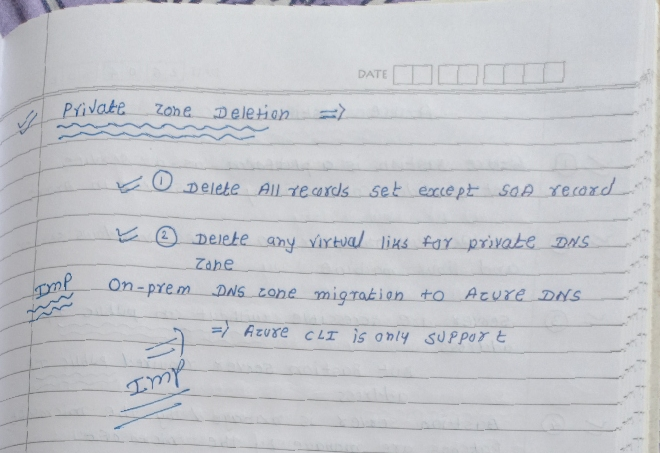 DATE
Private Zone Deletion =>
① Delete All records set except SOA record
② Delete any virtual liks for private DNS
Zone
Imp On-prem DNS zone migration to Azure DNS
=> Azure CLI is only support
Imp